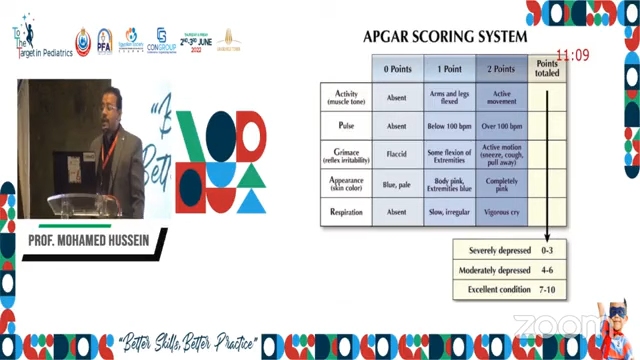 To
The
Target in Pediatrics
PFA
CONGROUP
2nd-3rd JUNE
2022
APGAR SCORING SYSTEM
11:09
0 Points
1 Point
2 Points
Points
totaled
Activity
(muscle tone)
Absent
Arms and legs
flexed
Active
movement
Pulse
Absent
Below 100 bpm
Over 100 bpm
Grimace
(reflex irritability)
Flaccid
Some flexion of
Extremities
Active motion
(sneeze, cough,
pull away)
Appearance
(skin color)
Blue, pale
Body pink,
Extremities blue
Completely
pink
Respiration
Absent
Slow, irregular
Vigorous cry
Severely depressed 0-3
Moderately depressed 4-6
Excellent condition 7-10
PROF. MOHAMED HUSSEIN
"Better Skills, Better Practice"
zoom